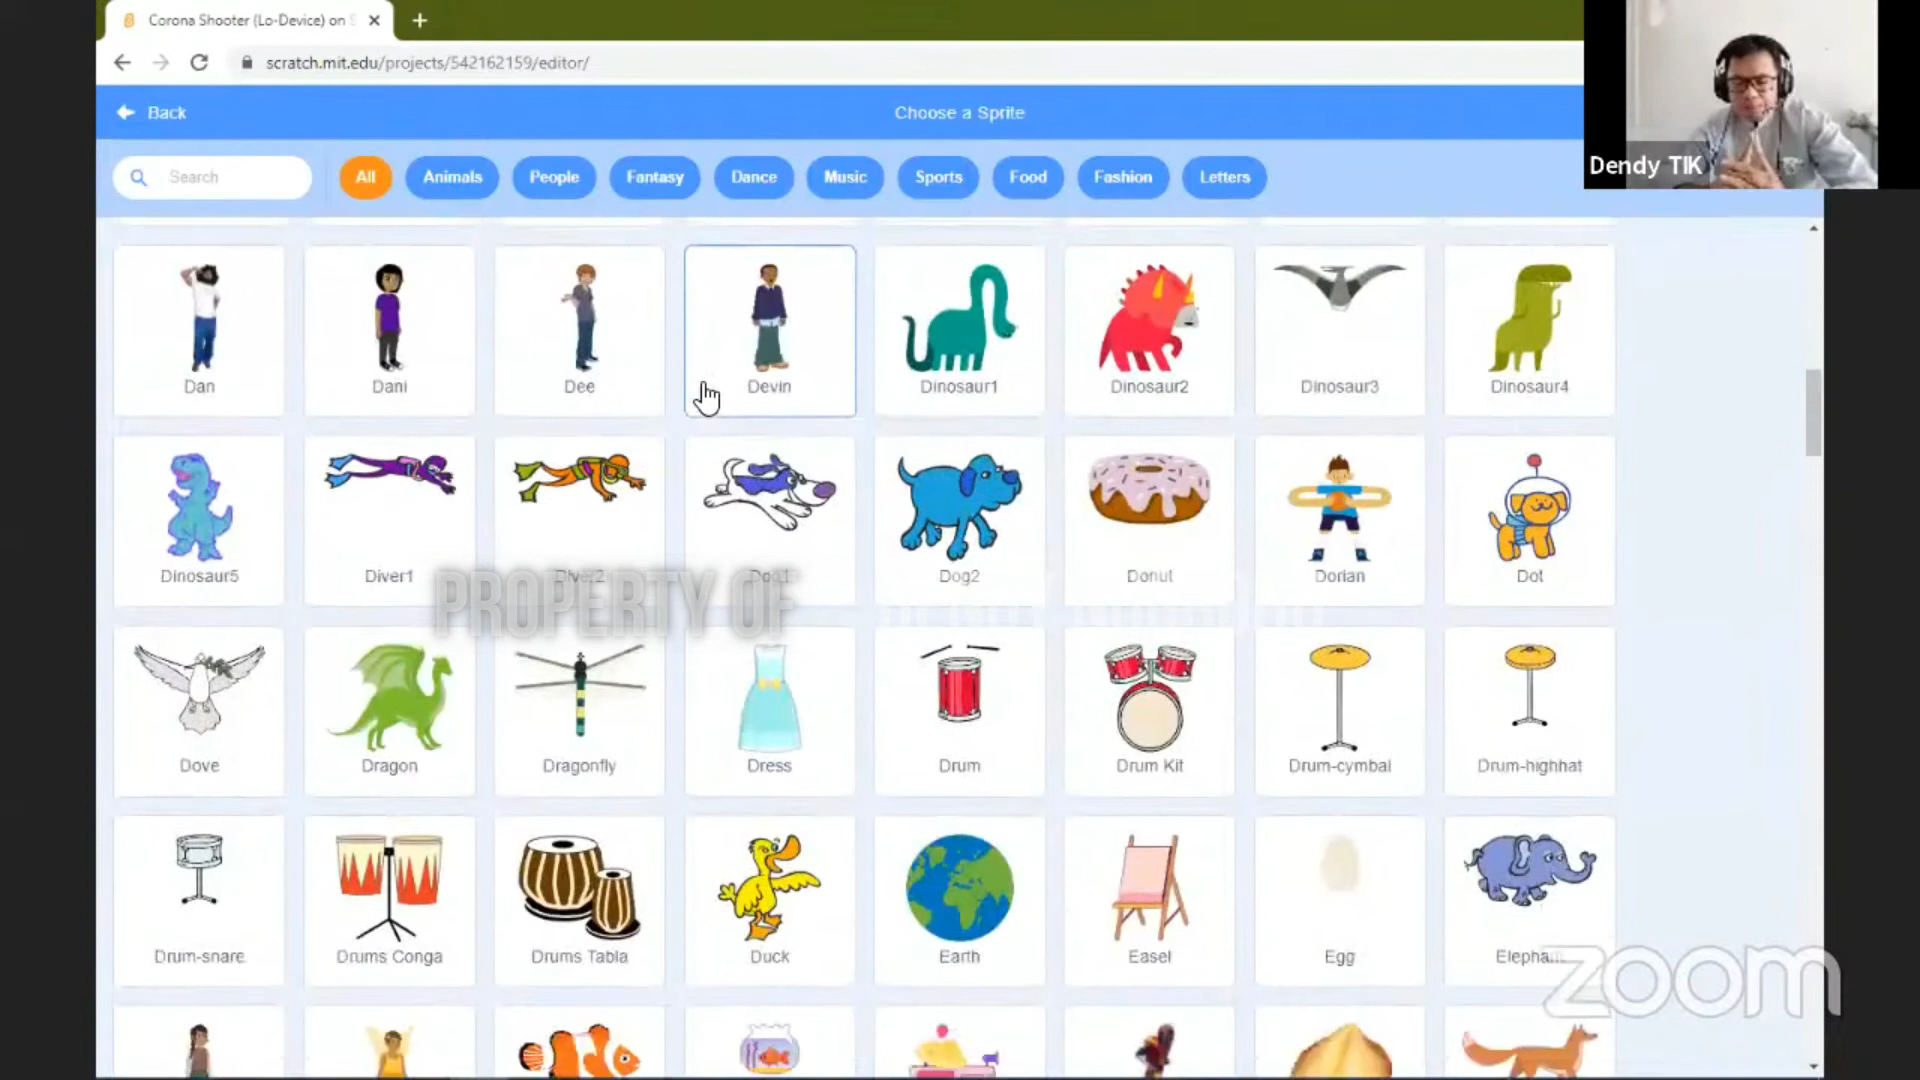 Corona Shooter (Lo-Device) on S
scratch.mit.edu/projects/542162159/editor/
Back
Choose a Sprite
Search
All
Animals
People
Fantasy
Dance
Music
Sports
Food
Fashion
Letters
Dendy TIK
Dan
Dani
Dee
Devin
Dinosaur1
Dinosaur2
Dinosaur3
Dinosaur4
Dinosaur5
Diver1
Diver2
Dog1
Dog2
Donut
Dorian
Dot
PROPERTY OF
Dove
Dragon
Dragonfly
Dress
Drum
Drum Kit
Drum-cymbal
Drum-highhat
Drum-snare
Drums Conga
Drums Tabla
Duck
Earth
Easel
Egg
Elepha...
zoom